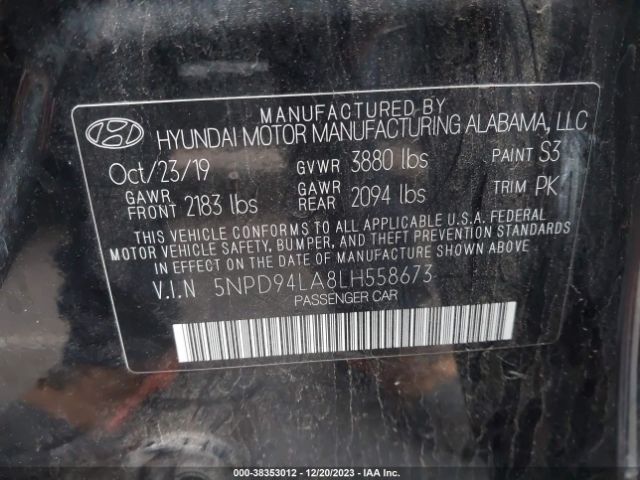 MANUFACTURED BY
HYUNDAI MOTOR MANUFACTURING ALABAMA, LLC
Oct/23/19 GVWR 3880 lbs PAINT S3
GAWR FRONT 2183 lbs GAWR REAR 2094 lbs TRIM PK
THIS VEHICLE CONFORMS TO ALL APPLICABLE U.S.A. FEDERAL
MOTOR VEHICLE SAFETY, BUMPER, AND THEFT PREVENTION STANDARDS
IN EFFECT ON THE DATE OF MANUFACTURE SHOWN ABOVE.
V.I.N 5NPD94LA8LH558673
PASSENGER CAR
000-38353012 - 12/20/2023 - IAA Inc.